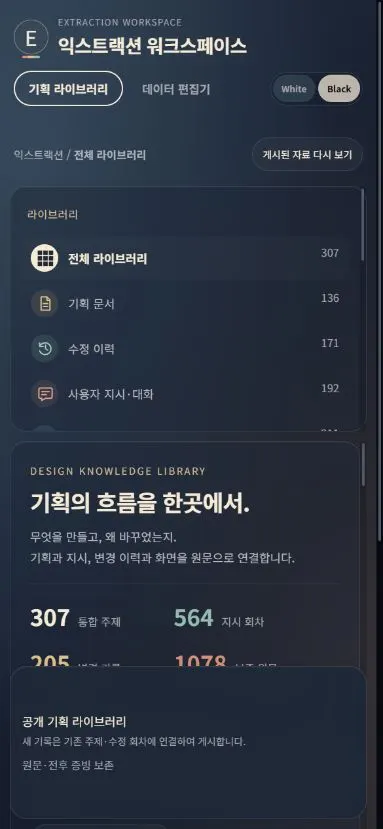 E
EXTRACTION WORKSPACE
익스트랙션 워크스페이스
기획 라이브러리
데이터 편집기
White
Black
익스트랙션 / 전체 라이브러리
게시된 자료 다시 보기
라이브러리
전체 라이브러리 307
기획 문서 136
수정 이력 171
사용자 지시·대화 192
DESIGN KNOWLEDGE LIBRARY
기획의 흐름을 한곳에서.
무엇을 만들고, 왜 바꾸었는지.
기획과 지시, 변경 이력과 화면을 원문으로 연결합니다.
307 통합 주제 564 지시 회차
205 1078
공개 기획 라이브러리
새 기록은 기존 주제·수정 회차에 연결하여 게시합니다.
원문·전후 증빙 보존